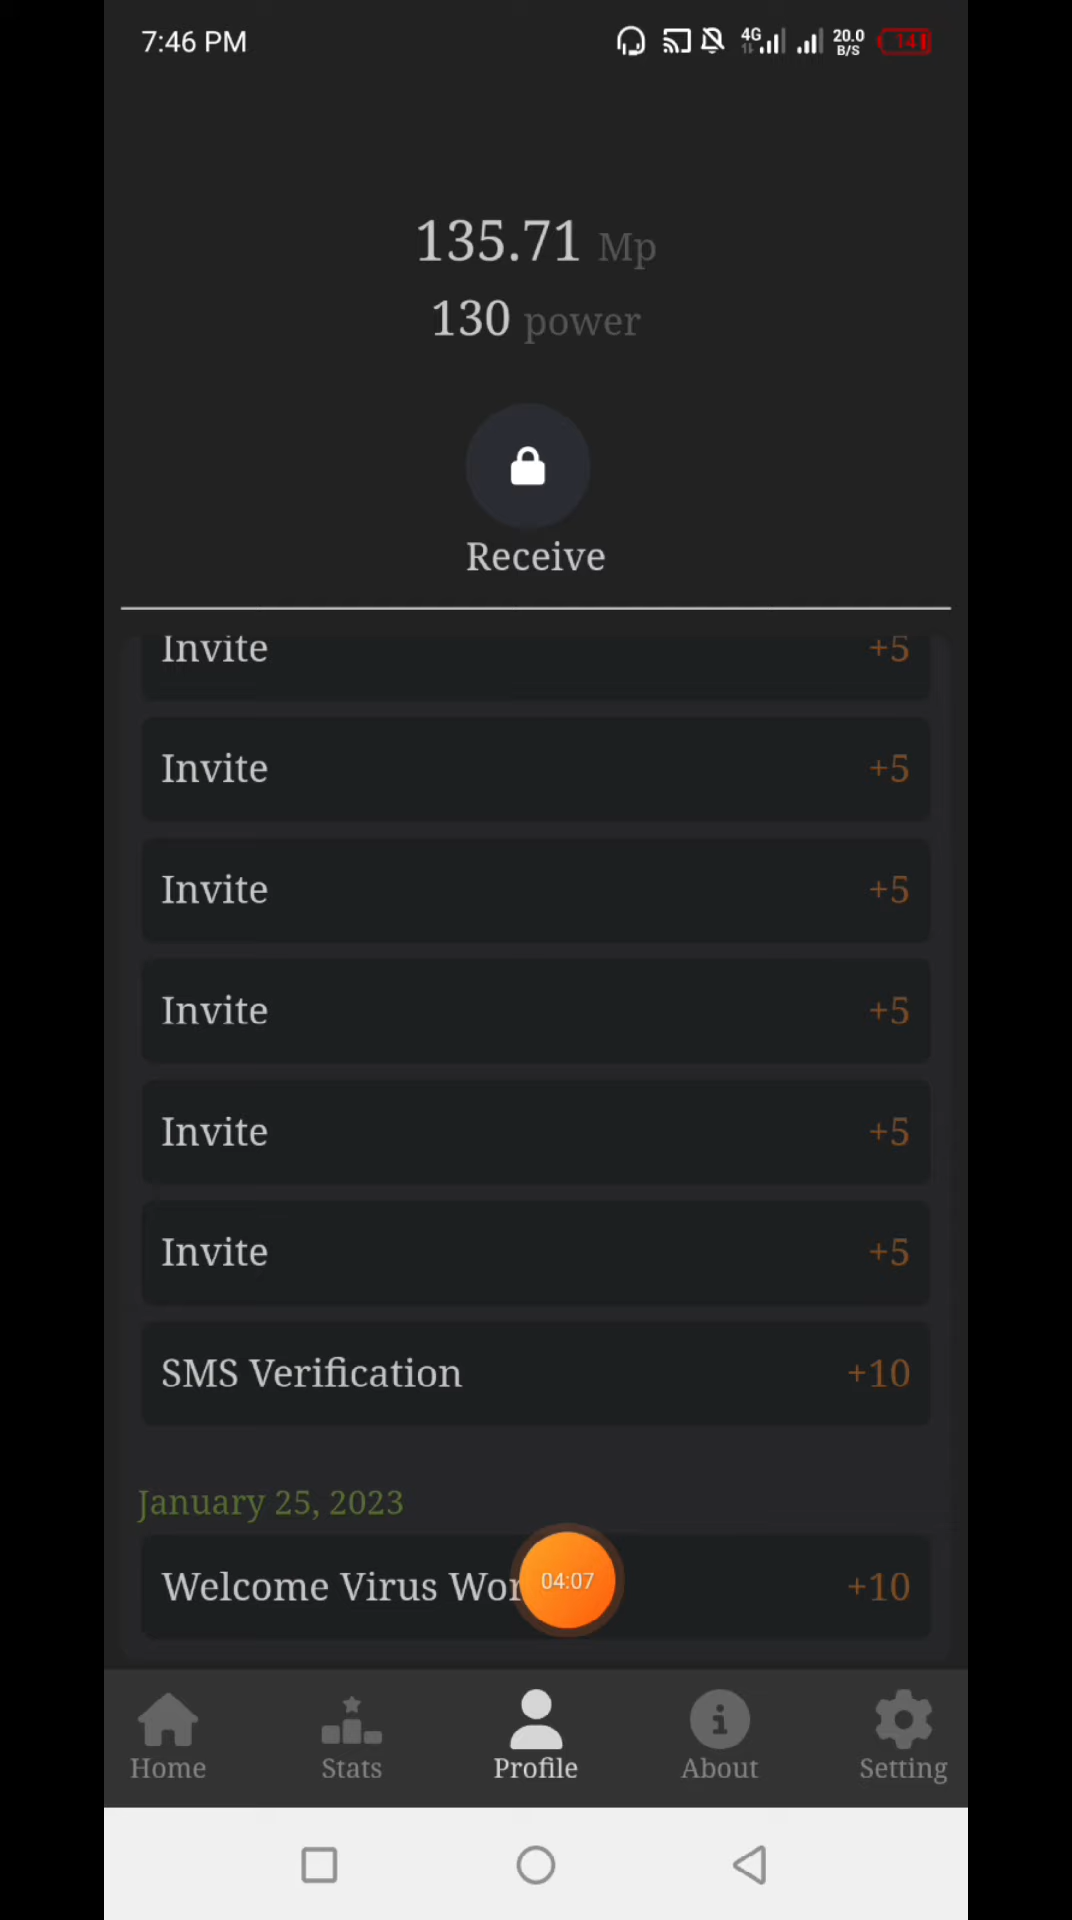 7:46 PM 4G 20.0 B/S 14
135.71 Mp
130 power
Receive
Invite +5
Invite +5
Invite +5
Invite +5
Invite +5
Invite +5
SMS Verification +10
January 25, 2023
Welcome Virus 04:07 +10
Home Stats Profile About Setting